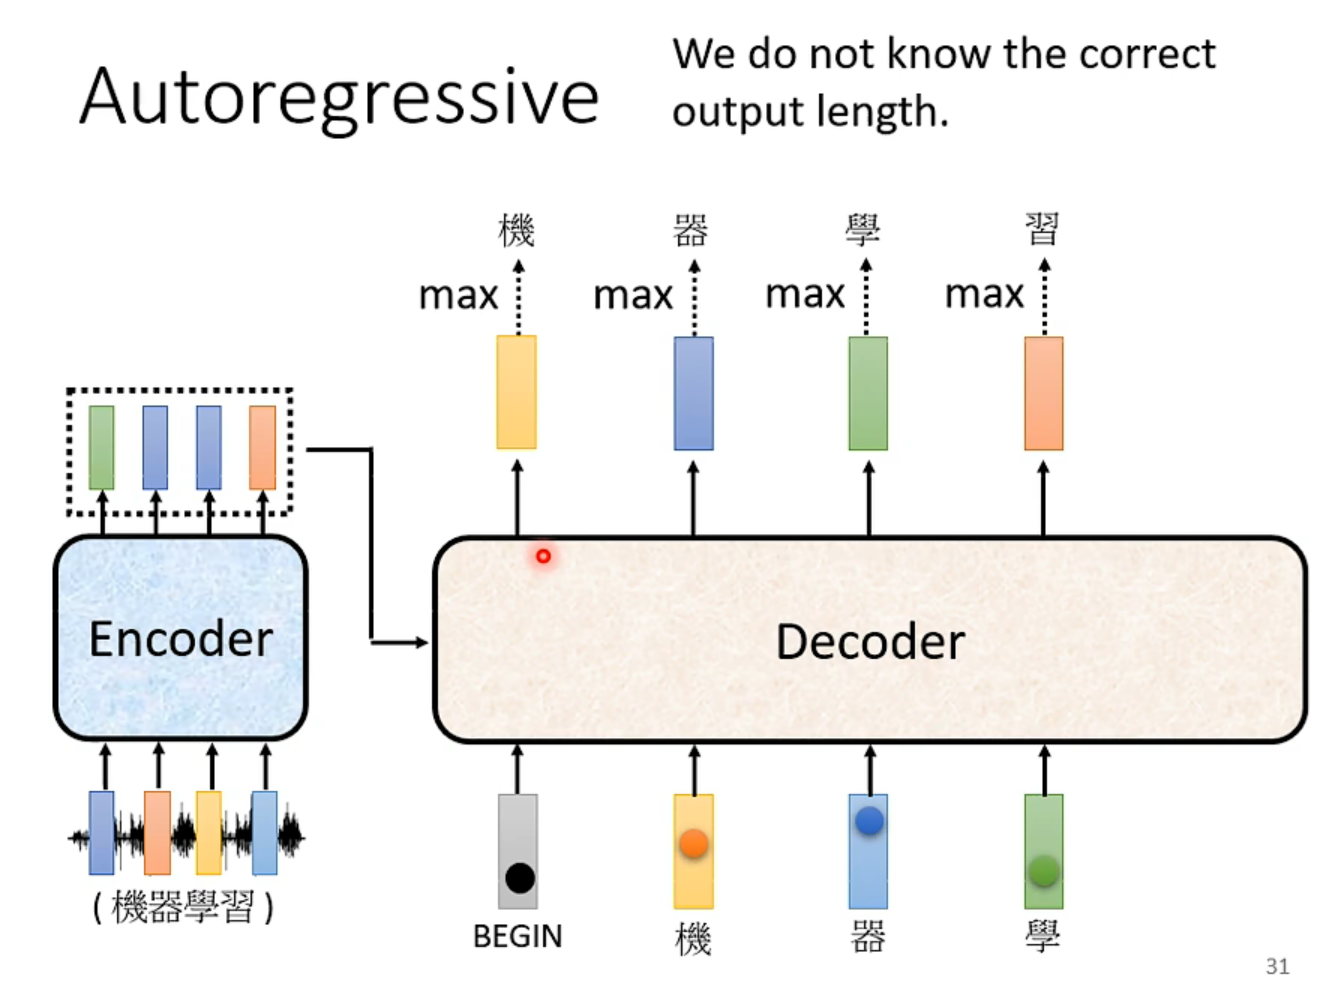 Autoregressive
We do not know the correct
output length.
機 器 學 習
max max max max
Encoder
Decoder
( 機器學習 )
BEGIN 機 器 學
31